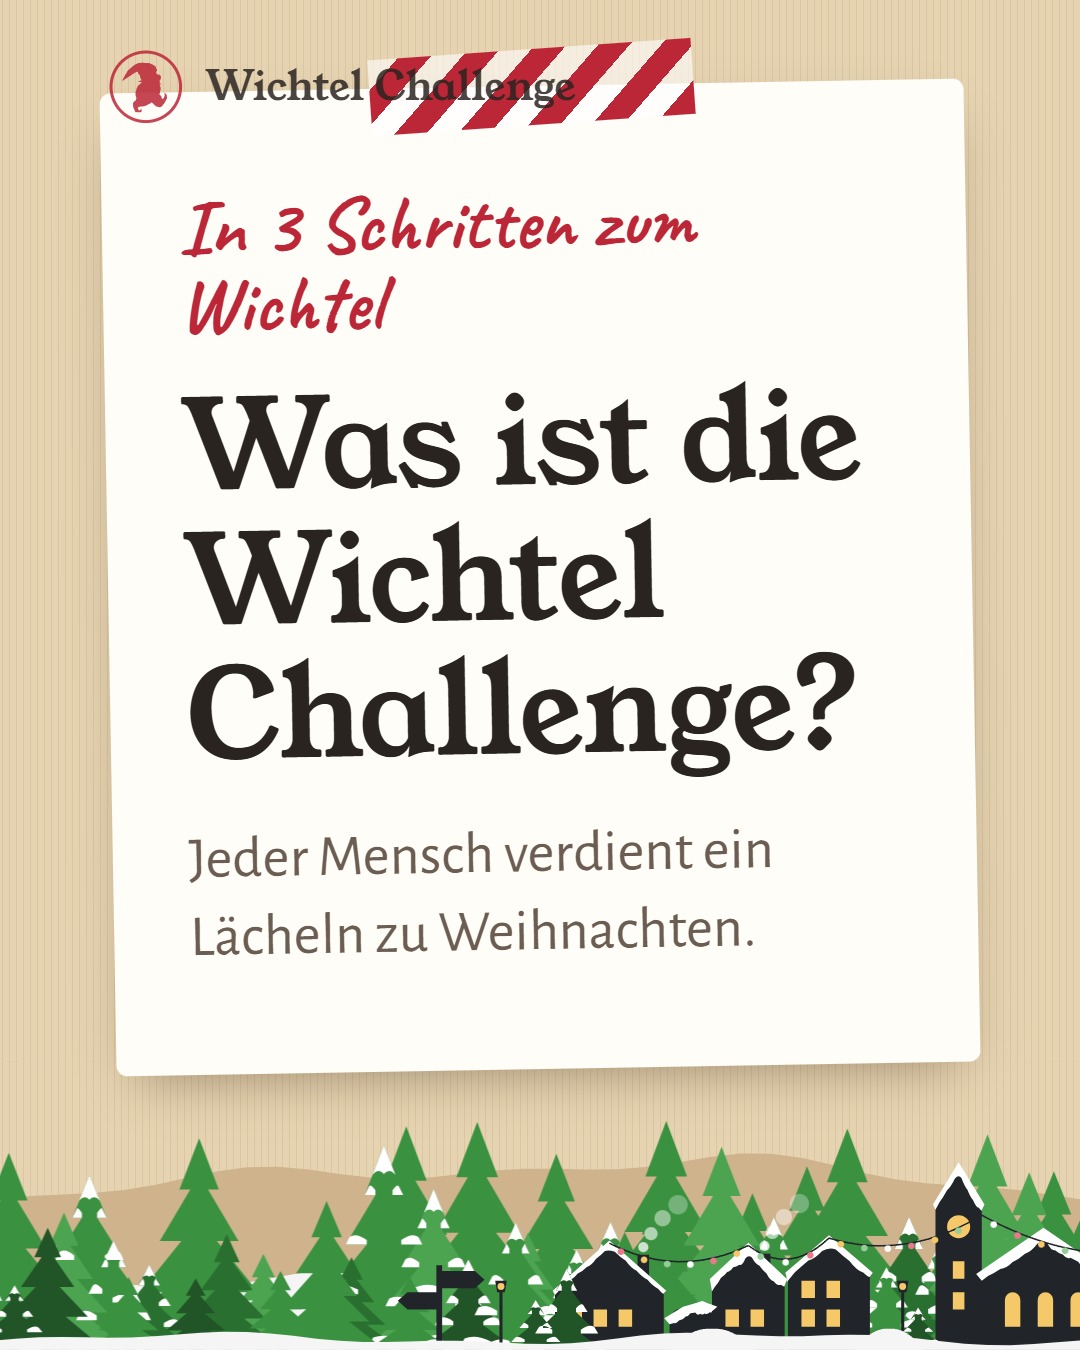 Wichtel Challenge
In 3 Schritten zum
Wichtel
Was ist die
Wichtel
Challenge?
Jeder Mensch verdient ein
Lächeln zu Weihnachten.